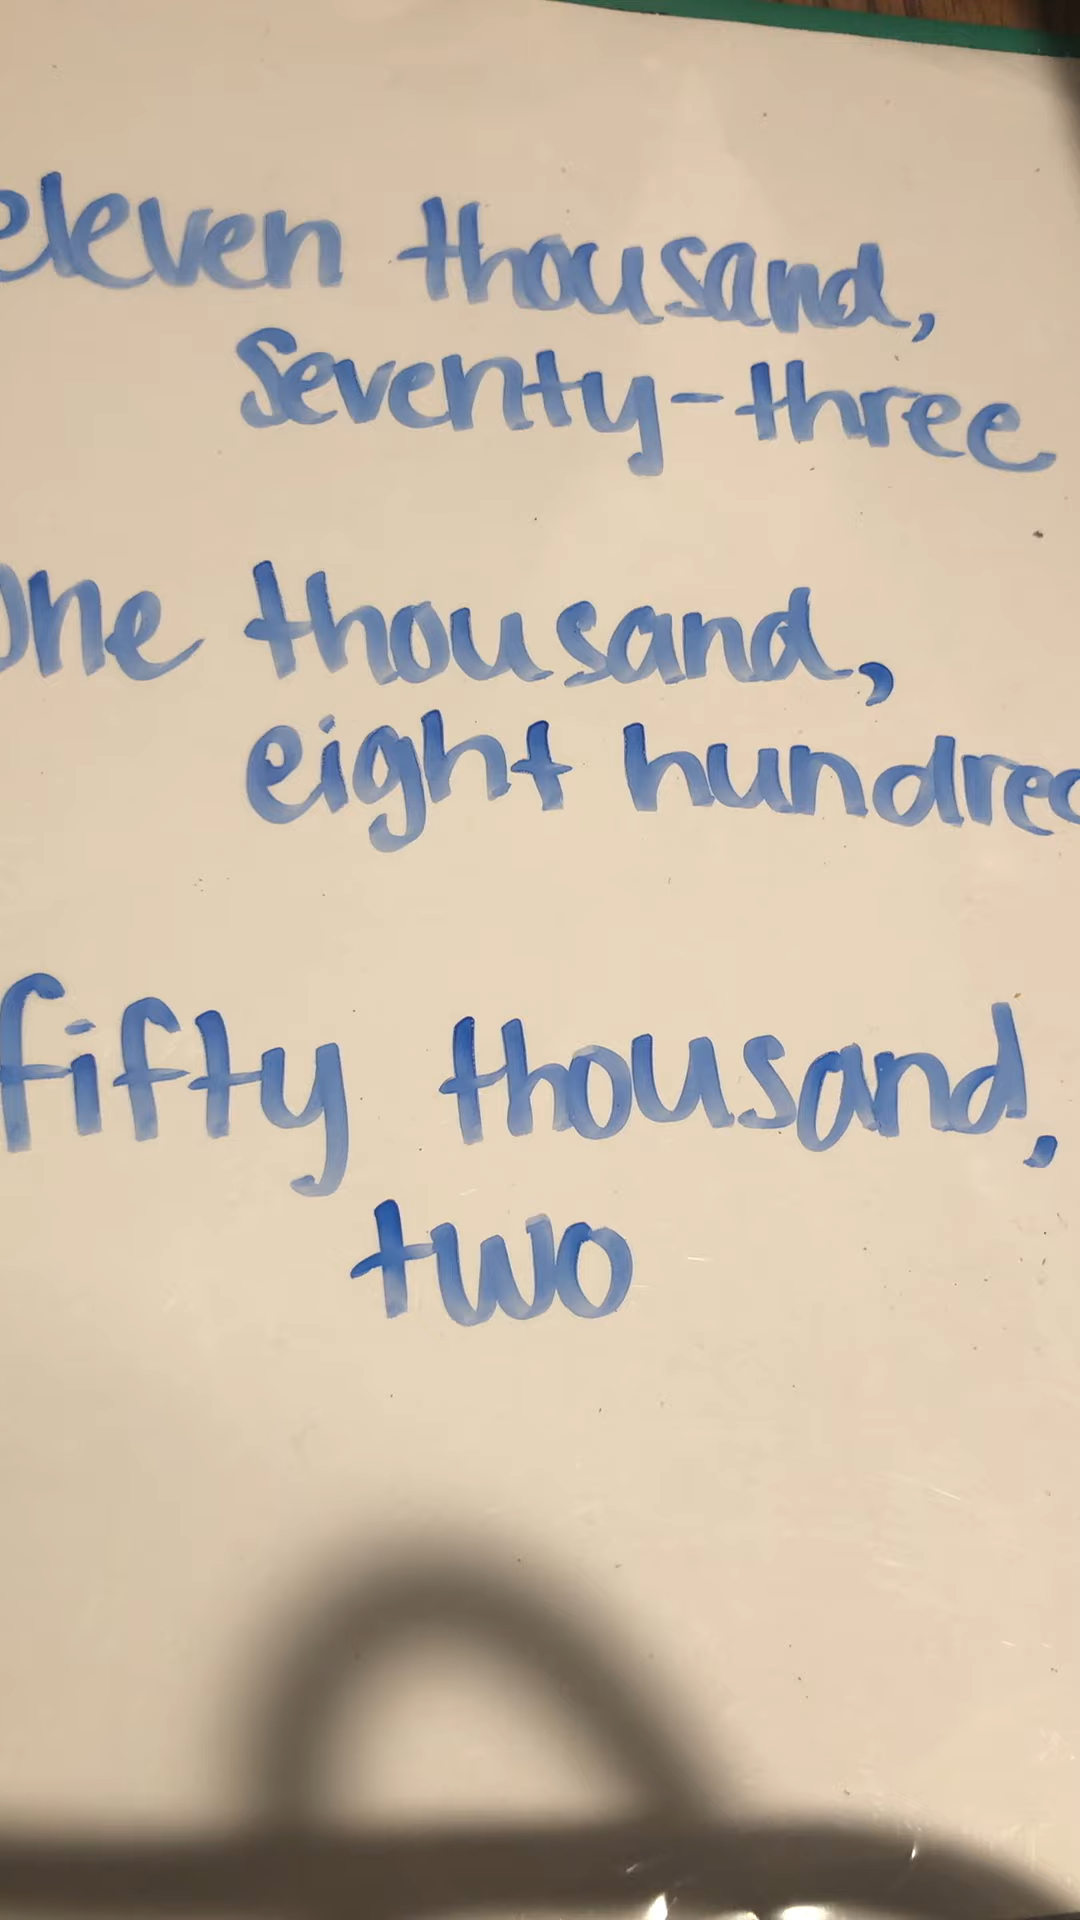 eleven thousand,
seventy-three
One thousand,
eight hundred
fifty thousand,
two